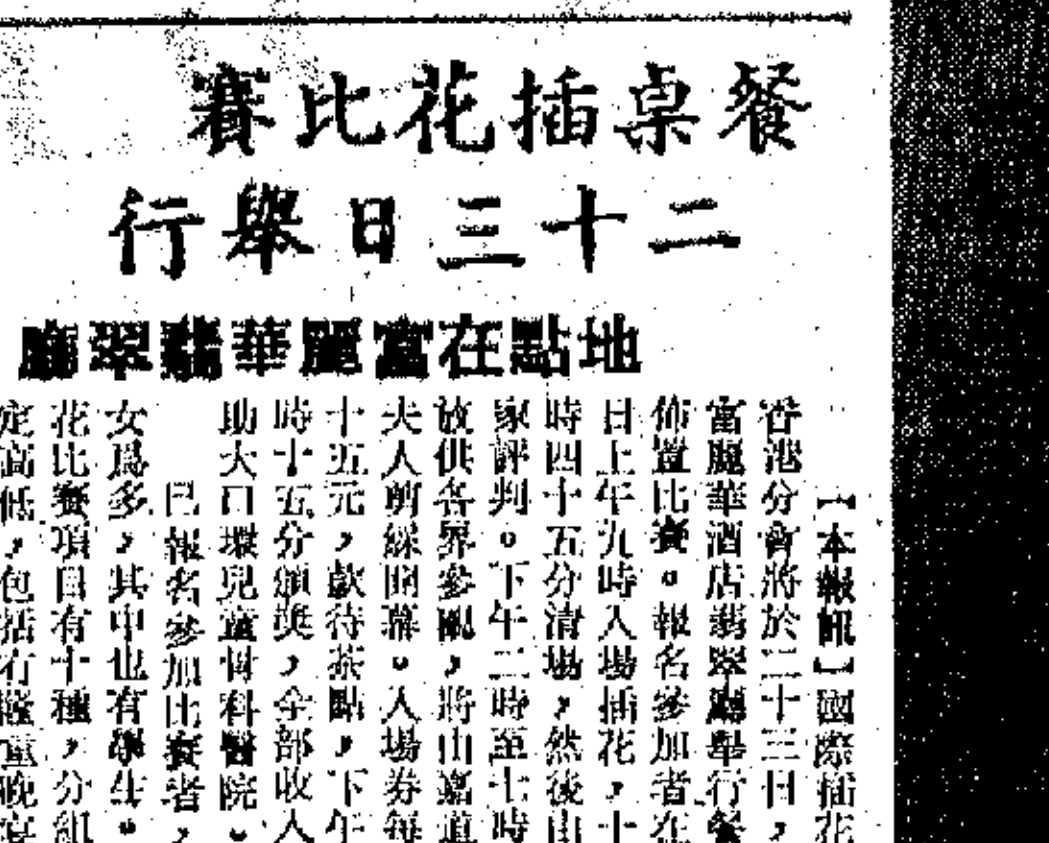 餐桌插花比賽
二十三日舉行
地點在富麗華翡翠廳
【本報訊】國際插花
香港分會將於二十三日，
富麗華酒店翡翠廳舉行餐
佈置比賽。報名參加者在
日上午九時入場插花，十
時四十五分清場，然後由
家評判。下午二時至七時
放供各界參觀，將由嘉道
夫人剪綵開幕。入場券每
十五元，款待茶點，下午
時十五分頒獎，全部收入
助大口環兒童骨科醫院。
已報名參加比賽者，
女爲多，其中也有學生。
花比賽項目有十種，分組
定高低，包括有隆重晚宴